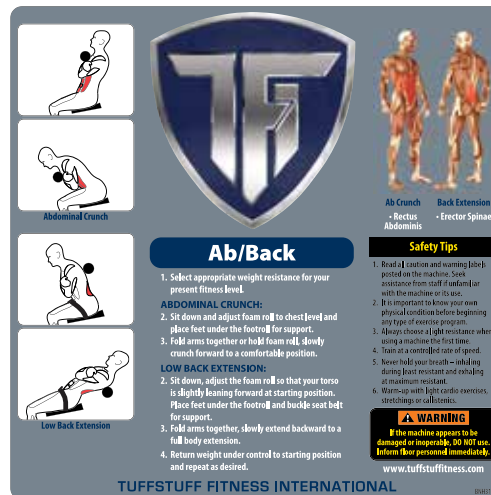 TF
Abdominal Crunch
Low Back Extension
Ab Crunch
• Rectus
Abdominis
Back Extension
• Erector Spinae
Ab/Back
1. Select appropriate weight resistance for your
present fitness level.
ABDOMINAL CRUNCH:
2. Sit down and adjust foam roll to chest level and
place feet under the footroll for support.
3. Fold arms together or hold foam roll, slowly
crunch forward to a comfortable position.
LOW BACK EXTENSION:
2. Sit down, adjust the foam roll so that your torso
is slightly leaning forward at starting position.
Place feet under the footroll and buckle seat belt
for support.
3. Fold arms together, slowly extend backward to a
full body extension.
4. Return weight under control to starting position
and repeat as desired.
Safety Tips
1. Read all caution and warning labels
posted on the machine. Seek
assistance from staff if unfamiliar
with the machine or its use.
2. It is important to know your own
physical condition before beginning
any type of exercise program.
3. Always choose a light resistance when
using a machine the first time.
4. Train at a controlled rate of speed.
5. Never hold your breath – inhaling
during least resistant and exhaling
at maximum resistant.
6. Warm-up with light cardio exercises,
stretchings or callistenics.
WARNING
If the machine appears to be
damaged or inoperable, DO NOT use.
Inform floor personnel immediately.
www.tuffstufffitness.com
TUFFSTUFF FITNESS INTERNATIONAL